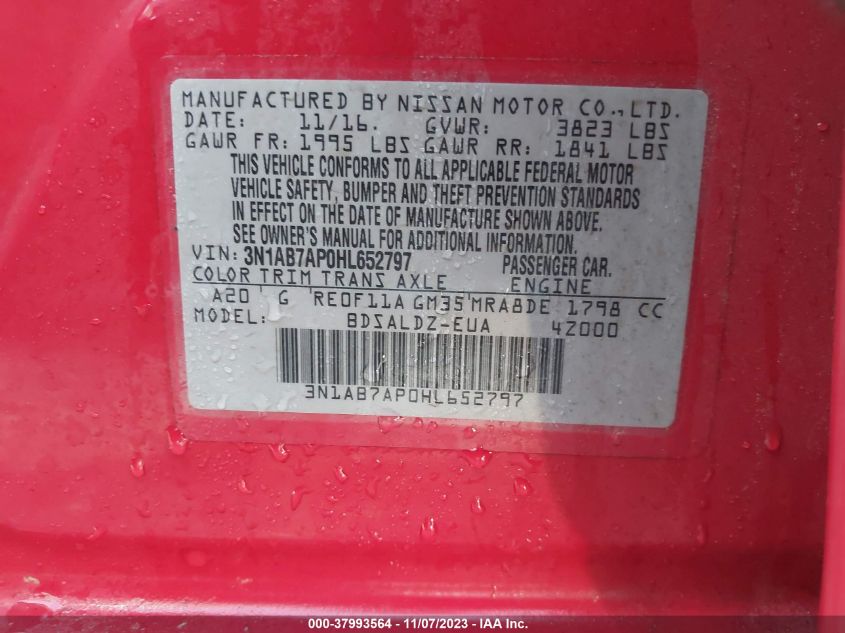 MANUFACTURED BY NISSAN MOTOR CO.,LTD.
DATE: 11/16. GVWR: 3823 LBS
GAWR FR: 1995 LBS GAWR RR: 1841 LBS
THIS VEHICLE CONFORMS TO ALL APPLICABLE FEDERAL MOTOR
VEHICLE SAFETY, BUMPER AND THEFT PREVENTION STANDARDS
IN EFFECT ON THE DATE OF MANUFACTURE SHOWN ABOVE.
SEE OWNER'S MANUAL FOR ADDITIONAL INFORMATION.
VIN: 3N1AB7AP0HL652797 PASSENGER CAR.
COLOR TRIM TRANS AXLE ENGINE
A20 G RE0F11A GM35 MRA8DE 1798 CC
MODEL: BDSALDZ-EUA 4Z000
3N1AB7AP0HL652797
000-37993564 - 11/07/2023 - IAA Inc.